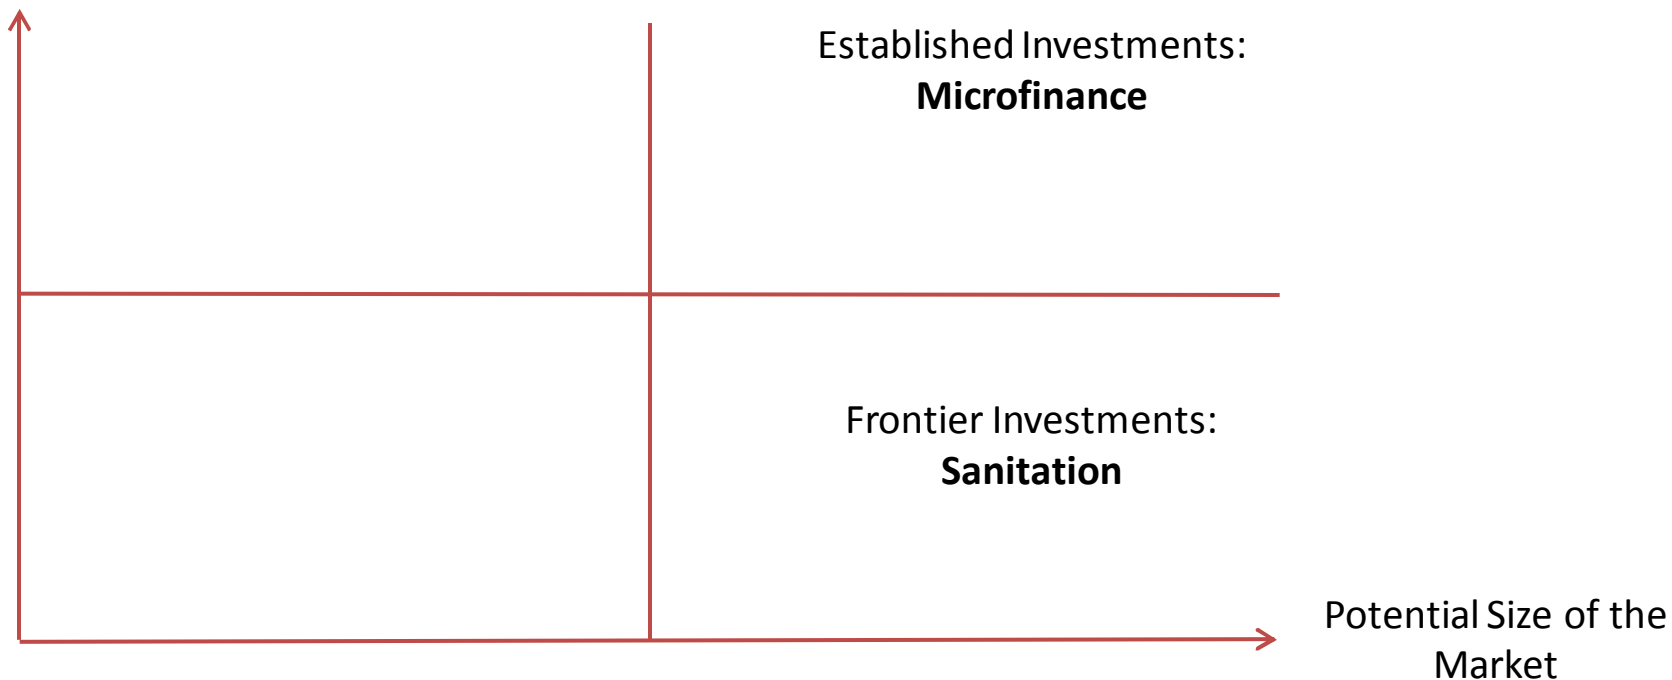 Established Investments:
Microfinance
Frontier Investments:
Sanitation
Potential Size of the
Market